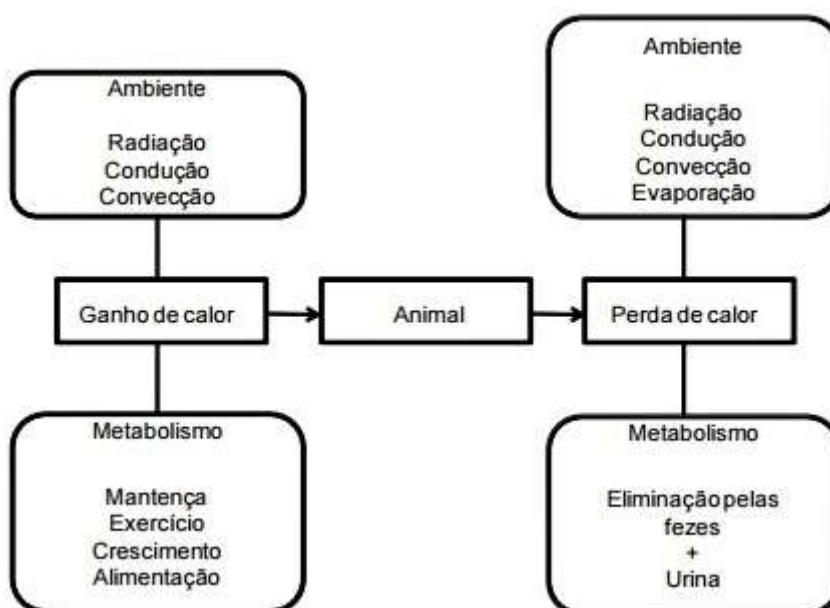 Ambiente
Radiação
Condução
Convecção
Ambiente
Radiação
Condução
Convecção
Evaporação
Ganho de calor
Animal
Perda de calor
Metabolismo
Mantença
Exercício
Crescimento
Alimentação
Metabolismo
Eliminação pelas
fezes
+
Urina